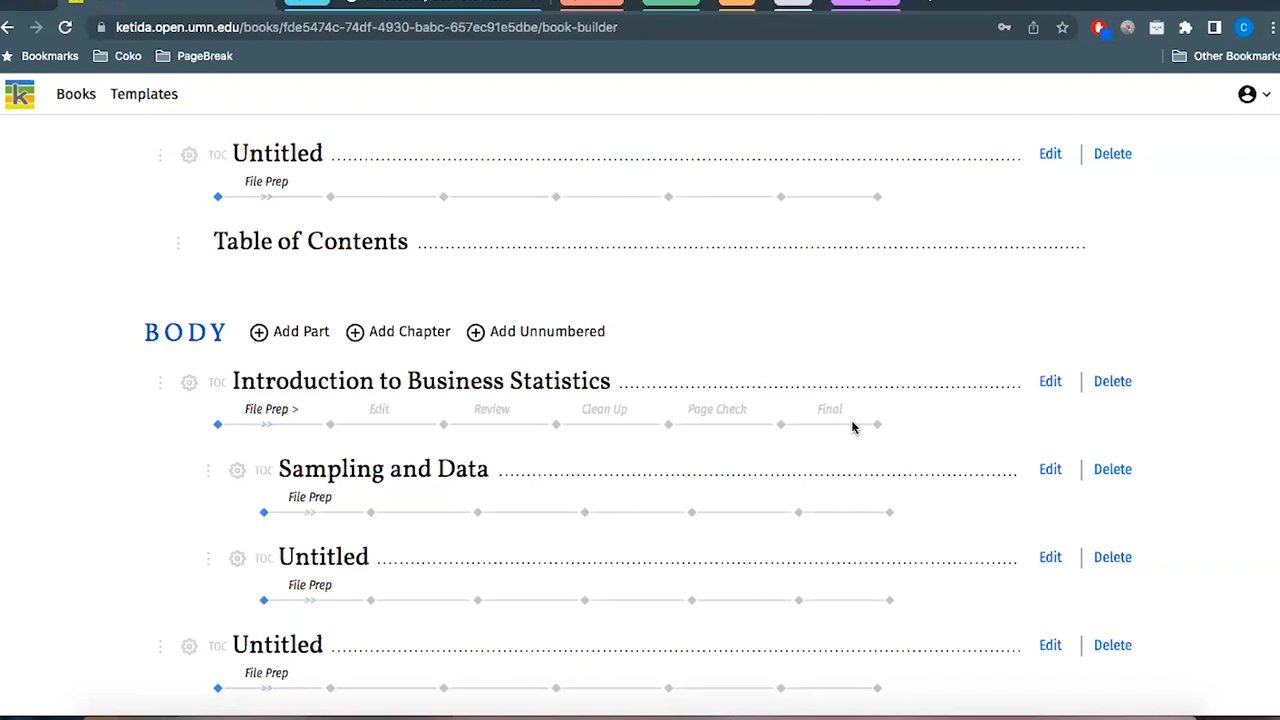 ketida.open.umn.edu/books/fde5474c-74df-4930-babc-657ec91e5dbe/book-builder
C
Bookmarks Coko PageBreak Other Bookmarks
k Books Templates
TOC Untitled Edit | Delete
File Prep
>>
Table of Contents
BODY Add Part Add Chapter Add Unnumbered
TOC Introduction to Business Statistics Edit | Delete
File Prep > Edit Review Clean Up Page Check Final
>>
TOC Sampling and Data Edit | Delete
File Prep
>>
TOC Untitled Edit | Delete
File Prep
>>
TOC Untitled Edit | Delete
File Prep
>>